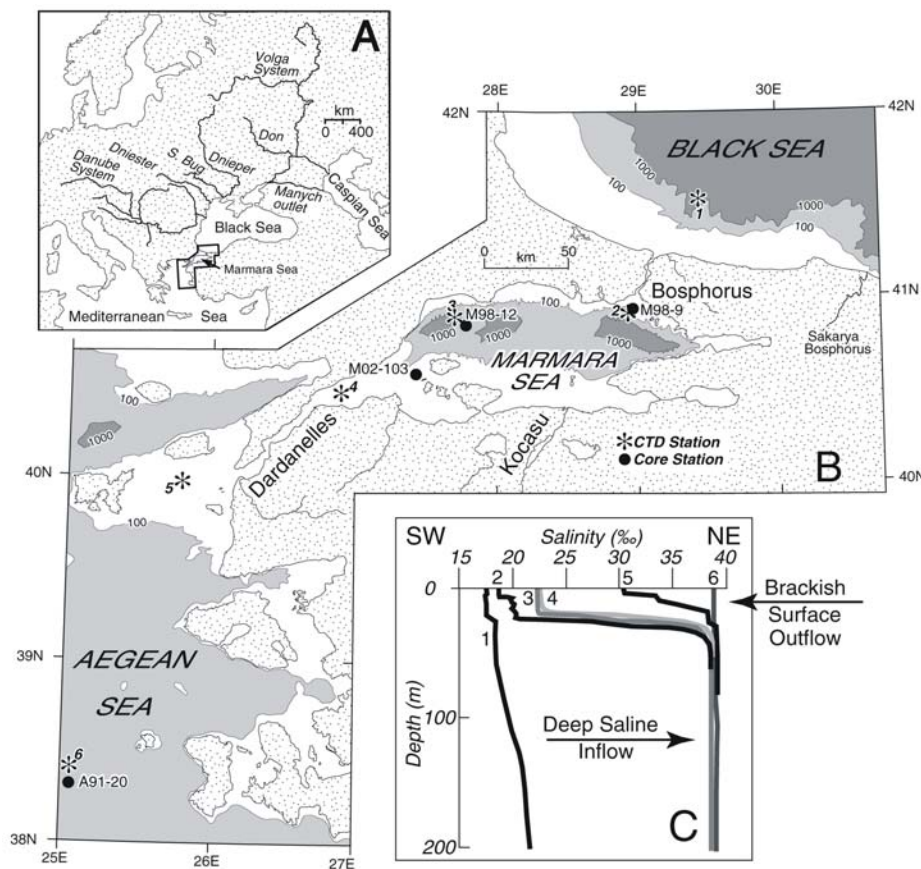 A
Volga
System
km
0 400
Don
Dnieper
S. Bug
Dniester
Danube
System
Manych
outlet
Caspian Sea
Black Sea
Marmara Sea
Mediterranean Sea
28E
29E
30E
42N
42N
BLACK SEA
1000
100
1000
100
1
0 50
km
41N
41N
Bosphorus
100
3
M98-12
2
M98-9
1000
1000
1000
100
MARMARA
SEA
Sakarya
Bosphorus
M02-103
4
100
1000
Dardanelles
Kocasu
CTD Station
Core Station
B
40N
40N
5
100
39N
AEGEAN
SEA
6
A91-20
38N
25E
26E
27E
SW
NE
Salinity (‰)
15 20 25 30 35 40
0
2
3
4
5
6
1
Brackish
Surface
Outflow
Depth (m)
100
Deep Saline
Inflow
200
C